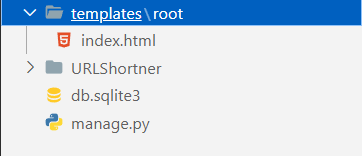 templates\root
index.html
URLShortner
db.sqlite3
manage.py